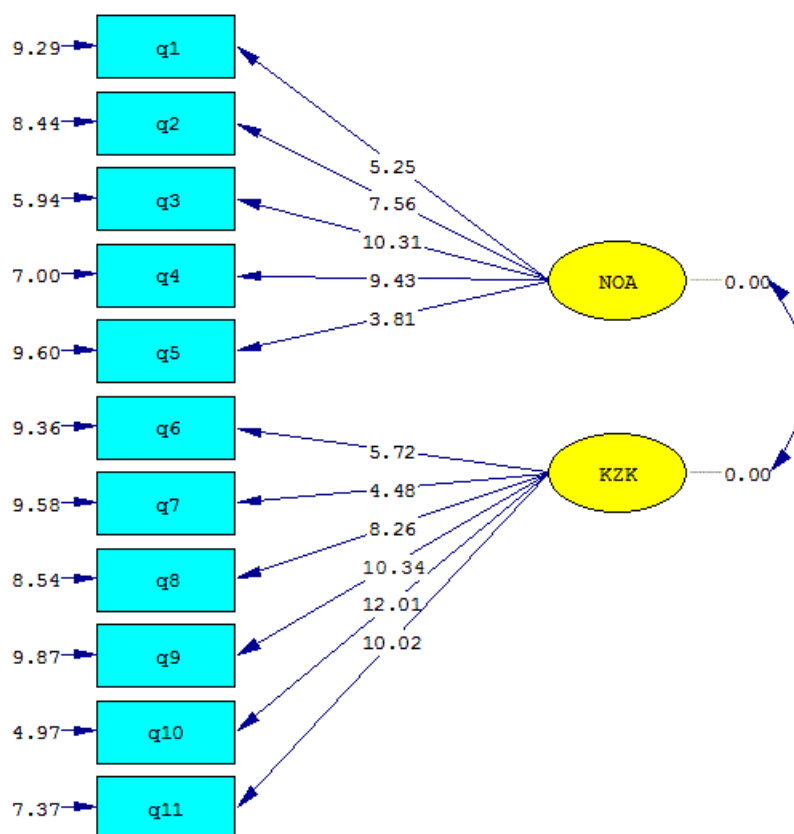 9.29 q1
8.44 q2
5.94 q3
7.00 q4
9.60 q5
9.36 q6
9.58 q7
8.54 q8
9.87 q9
4.97 q10
7.37 q11
5.25
7.56
10.31
9.43
3.81
5.72
4.48
8.26
10.34
12.01
10.02
NOA 0.00
KZK 0.00